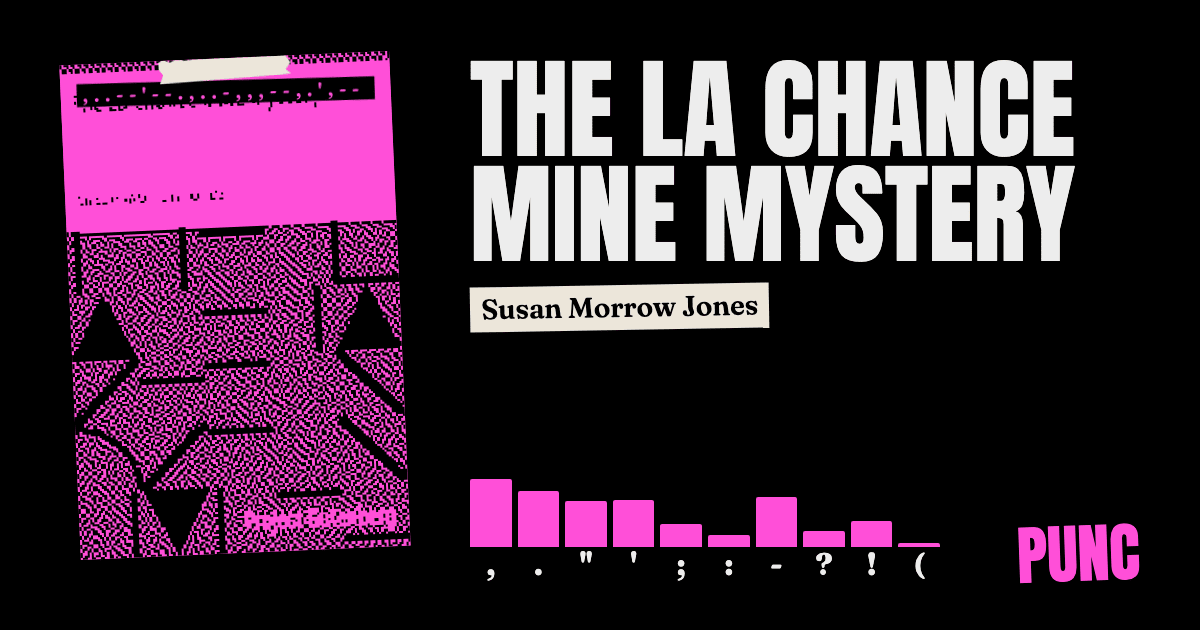 THE LA CHANCE
MINE MYSTERY
Susan Morrow Jones
, . " ' ; : - ? ! (
PUNC